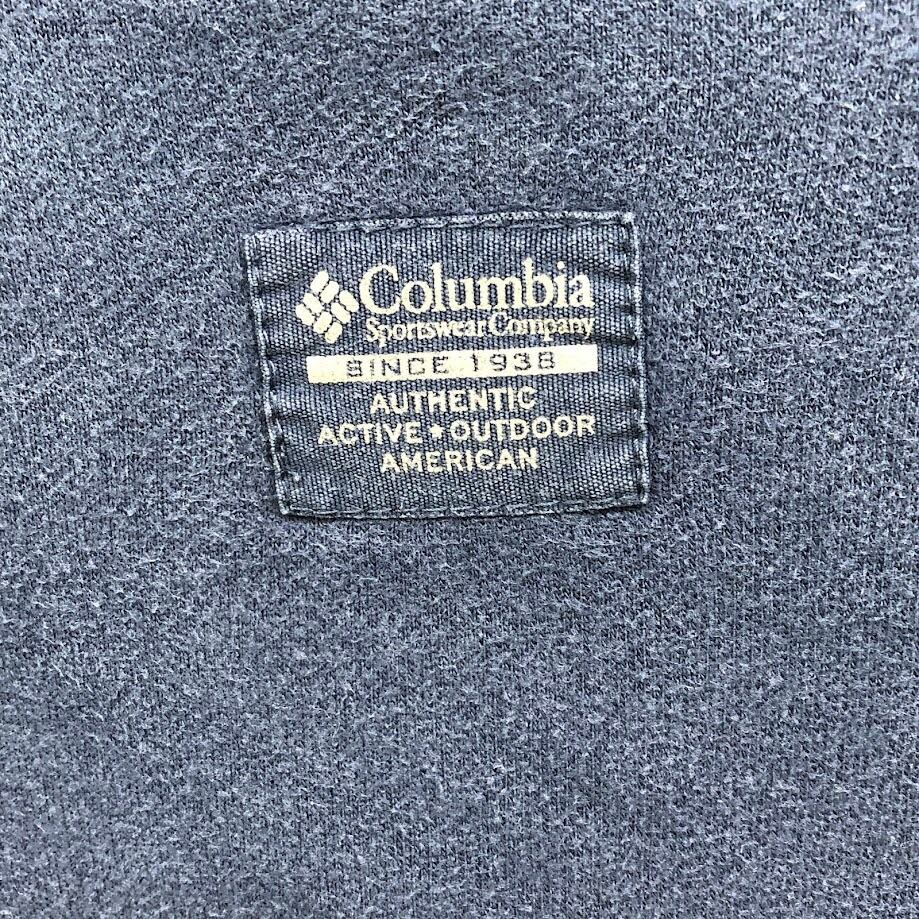 Columbia
Sportswear Company
SINCE 1938
AUTHENTIC
ACTIVE ★ OUTDOOR
AMERICAN